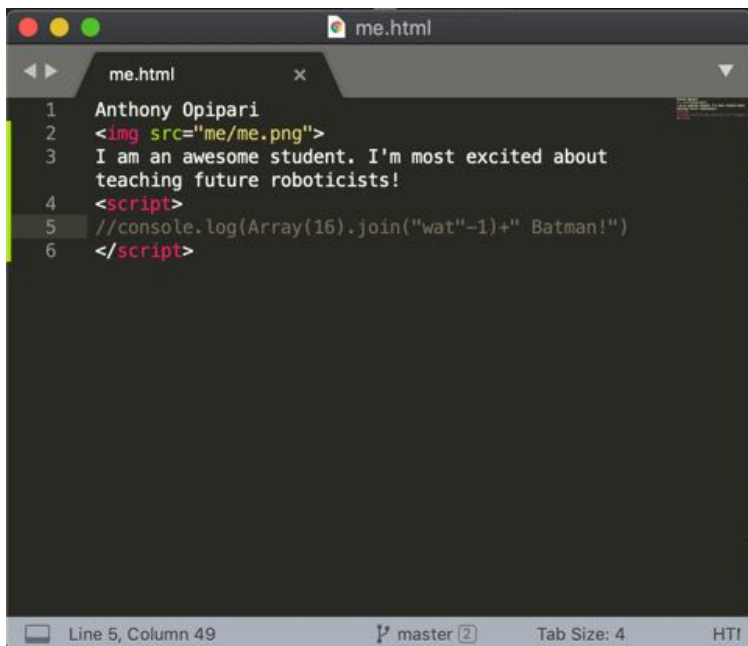 me.html
me.html ×
1 Anthony Opipari
2 <img src="me/me.png">
3 I am an awesome student. I'm most excited about
teaching future roboticists!
4 <script>
5 //console.log(Array(16).join("wat"-1)+" Batman!")
6 </script>
Line 5, Column 49 master 2 Tab Size: 4